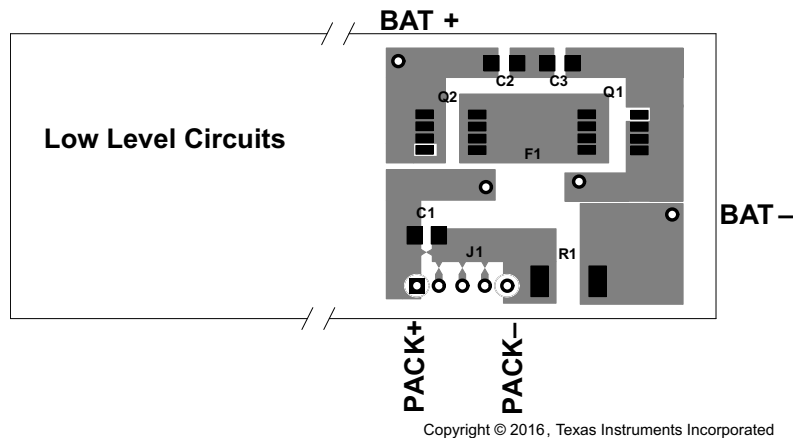 BAT +
C2
C3
Q2
Q1
Low Level Circuits
F1
C1
BAT –
J1
R1
PACK+
PACK–
Copyright © 2016, Texas Instruments Incorporated